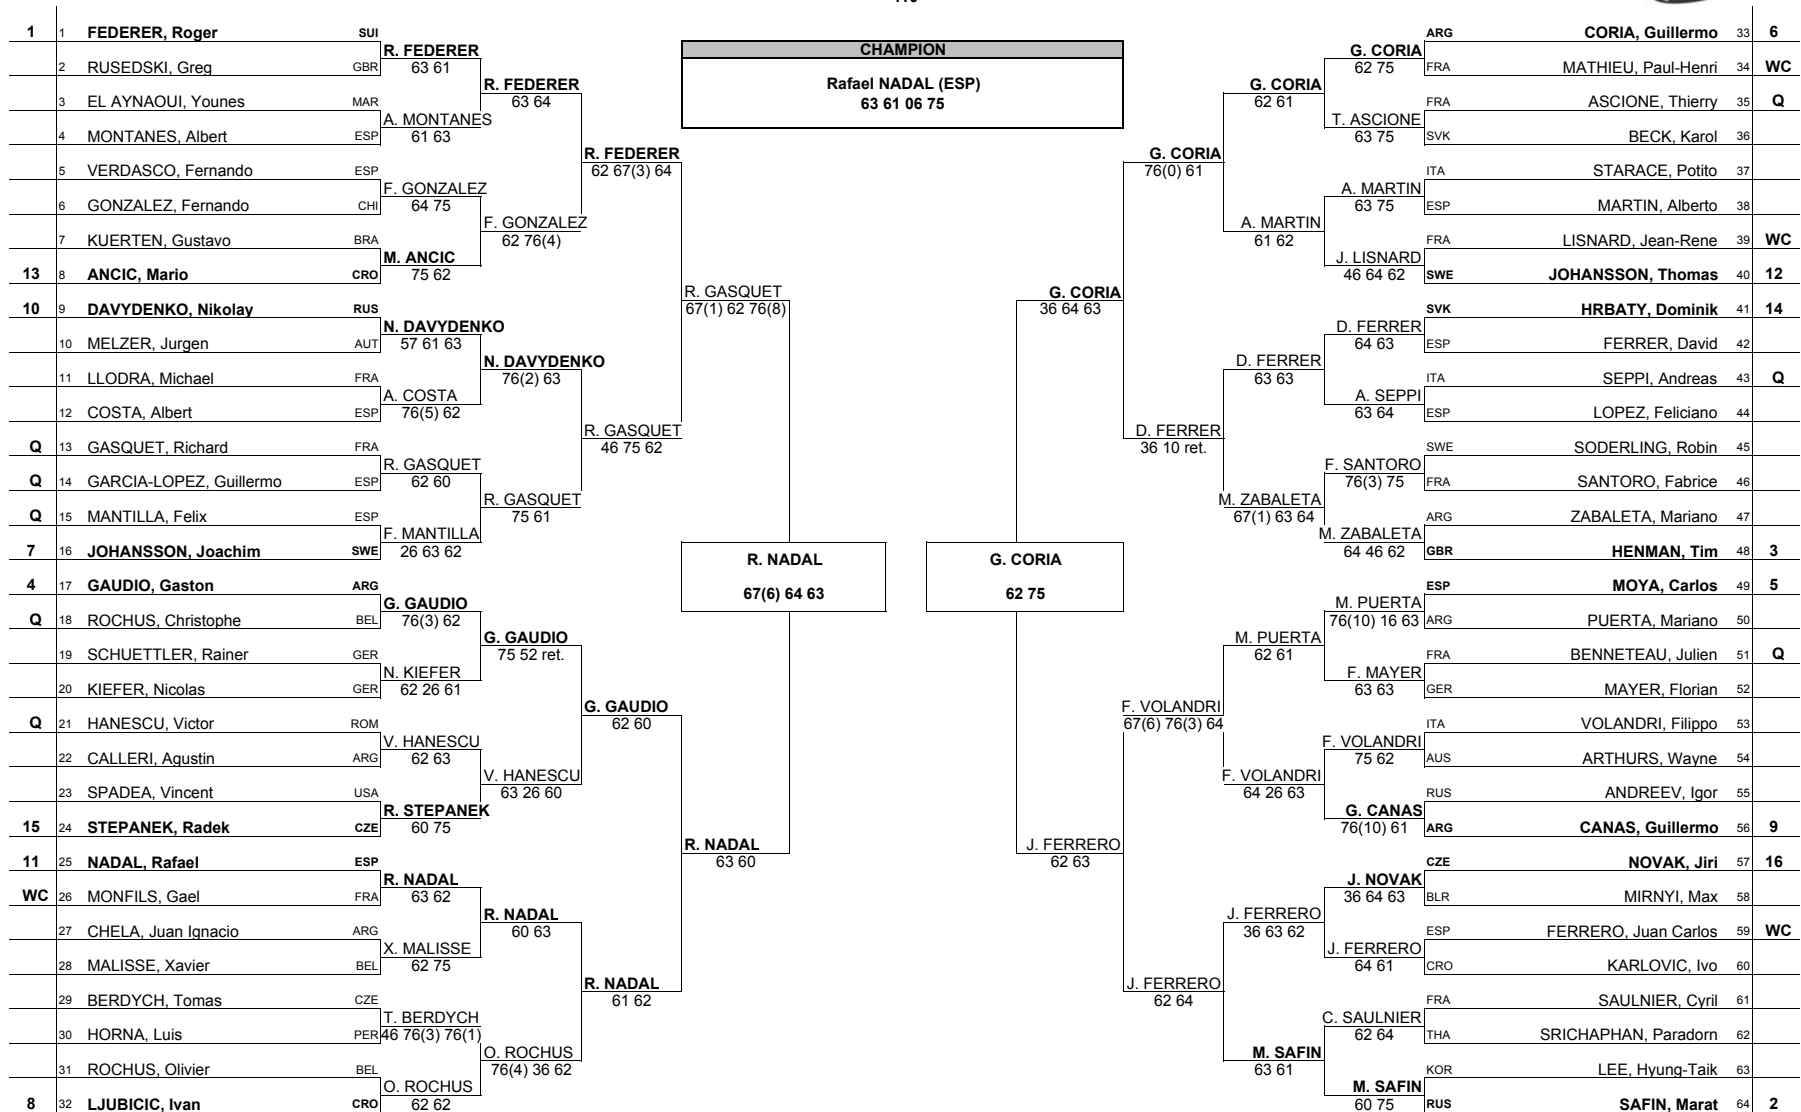 1 1 FEDERER, Roger SUI
2 RUSEDSKI, Greg GBR
3 EL AYNAOUI, Younes MAR
4 MONTANES, Albert ESP
5 VERDASCO, Fernando ESP
6 GONZALEZ, Fernando CHI
7 KUERTEN, Gustavo BRA
13 8 ANCIC, Mario CRO
10 9 DAVYDENKO, Nikolay RUS
10 MELZER, Jurgen AUT
11 LLODRA, Michael FRA
12 COSTA, Albert ESP
Q 13 GASQUET, Richard FRA
Q 14 GARCIA-LOPEZ, Guillermo ESP
Q 15 MANTILLA, Felix ESP
7 16 JOHANSSON, Joachim SWE
4 17 GAUDIO, Gaston ARG
Q 18 ROCHUS, Christophe BEL
19 SCHUETTLER, Rainer GER
20 KIEFER, Nicolas GER
Q 21 HANESCU, Victor ROM
22 CALLERI, Agustin ARG
23 SPADEA, Vincent USA
15 24 STEPANEK, Radek CZE
11 25 NADAL, Rafael ESP
WC 26 MONFILS, Gael FRA
27 CHELA, Juan Ignacio ARG
28 MALISSE, Xavier BEL
29 BERDYCH, Tomas CZE
30 HORNA, Luis PER
31 ROCHUS, Olivier BEL
8 32 LJUBICIC, Ivan CRO
R. FEDERER
63 61
A. MONTANES
61 63
F. GONZALEZ
64 75
M. ANCIC
75 62
N. DAVYDENKO
57 61 63
A. COSTA
76(5) 62
R. GASQUET
62 60
F. MANTILLA
26 63 62
G. GAUDIO
76(3) 62
N. KIEFER
62 26 61
V. HANESCU
62 63
R. STEPANEK
60 75
R. NADAL
63 62
X. MALISSE
62 75
T. BERDYCH
46 76(3) 76(1)
O. ROCHUS
62 62
R. FEDERER
63 64
F. GONZALEZ
62 76(4)
N. DAVYDENKO
76(2) 63
R. GASQUET
75 61
G. GAUDIO
75 52 ret.
V. HANESCU
63 26 60
R. NADAL
60 63
O. ROCHUS
76(4) 36 62
R. FEDERER
62 67(3) 64
R. GASQUET
46 75 62
G. GAUDIO
62 60
R. NADAL
61 62
R. GASQUET
67(1) 62 76(8)
R. NADAL
63 60
CHAMPION
Rafael NADAL (ESP)
63 61 06 75
R. NADAL
67(6) 64 63
G. CORIA
62 75
G. CORIA
36 64 63
J. FERRERO
62 63
G. CORIA
76(0) 61
D. FERRER
36 10 ret.
F. VOLANDRI
67(6) 76(3) 64
J. FERRERO
62 64
G. CORIA
62 61
A. MARTIN
61 62
D. FERRER
63 63
M. ZABALETA
67(1) 63 64
M. PUERTA
62 61
F. VOLANDRI
64 26 63
J. FERRERO
36 63 62
M. SAFIN
63 61
G. CORIA
62 75
T. ASCIONE
63 75
A. MARTIN
63 75
J. LISNARD
46 64 62
D. FERRER
64 63
A. SEPPI
63 64
F. SANTORO
76(3) 75
M. ZABALETA
64 46 62
M. PUERTA
76(10) 16 63
F. MAYER
63 63
F. VOLANDRI
75 62
G. CANAS
76(10) 61
J. NOVAK
36 64 63
J. FERRERO
64 61
C. SAULNIER
62 64
M. SAFIN
60 75
ARG CORIA, Guillermo 33 6
FRA MATHIEU, Paul-Henri 34 WC
FRA ASCIONE, Thierry 35 Q
SVK BECK, Karol 36
ITA STARACE, Potito 37
ESP MARTIN, Alberto 38
FRA LISNARD, Jean-Rene 39 WC
SWE JOHANSSON, Thomas 40 12
SVK HRBATY, Dominik 41 14
ESP FERRER, David 42
ITA SEPPI, Andreas 43 Q
ESP LOPEZ, Feliciano 44
SWE SODERLING, Robin 45
FRA SANTORO, Fabrice 46
ARG ZABALETA, Mariano 47
GBR HENMAN, Tim 48 3
ESP MOYA, Carlos 49 5
ARG PUERTA, Mariano 50
FRA BENNETEAU, Julien 51 Q
GER MAYER, Florian 52
ITA VOLANDRI, Filippo 53
AUS ARTHURS, Wayne 54
RUS ANDREEV, Igor 55
ARG CANAS, Guillermo 56 9
CZE NOVAK, Jiri 57 16
BLR MIRNYI, Max 58
ESP FERRERO, Juan Carlos 59 WC
CRO KARLOVIC, Ivo 60
FRA SAULNIER, Cyril 61
THA SRICHAPHAN, Paradorn 62
KOR LEE, Hyung-Taik 63
RUS SAFIN, Marat 64 2